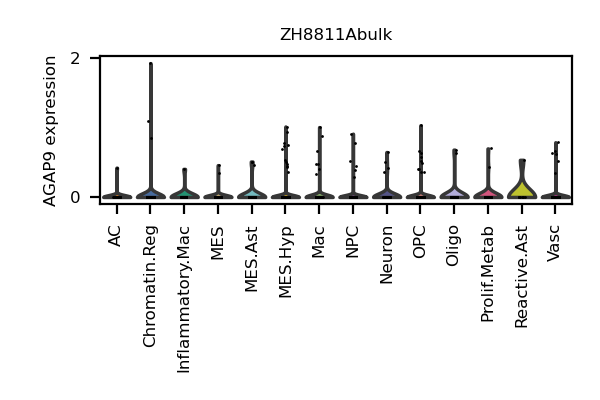 ZH8811Abulk
AGAP9 expression
2
0
AC
Chromatin.Reg
Inflammatory.Mac
MES
MES.Ast
MES.Hyp
Mac
NPC
Neuron
OPC
Oligo
Prolif.Metab
Reactive.Ast
Vasc